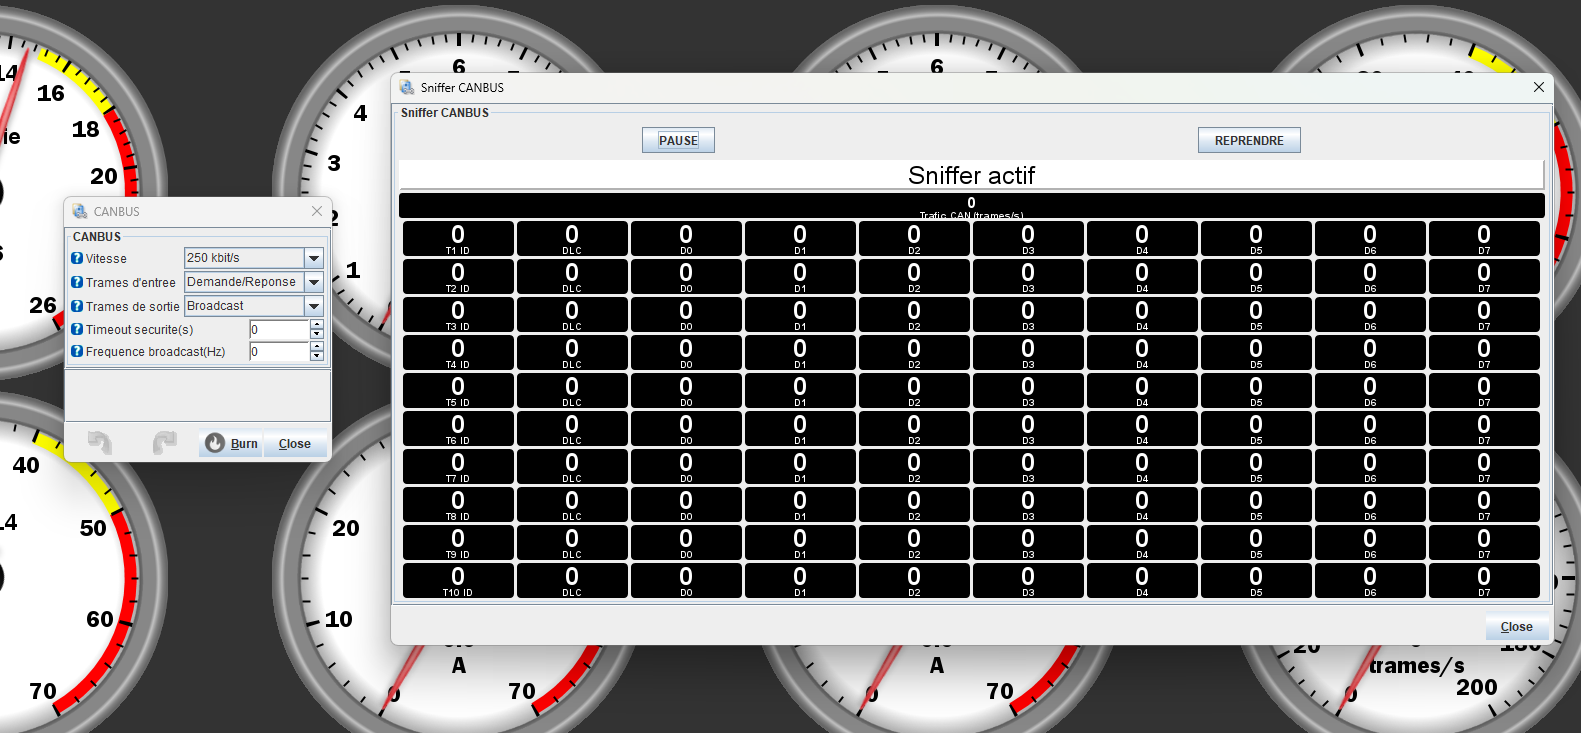 14
16
ie
18
20
26
40
L4
50
60
70
6
4
3
2
1
20
10
0
A
70
6
0
A
70
40
20
180
trames/s
0
200
CANBUS
CANBUS
Vitesse 250 kbit/s
Trames d'entree Demande/Reponse
Trames de sortie Broadcast
Timeout securite(s) 0
Frequence broadcast(Hz) 0
Burn Close
Sniffer CANBUS
Sniffer CANBUS
PAUSE REPRENDRE
Sniffer actif
0
Trafic CAN (trames/s)
0 0 0 0 0 0 0 0 0 0
T1 ID DLC D0 D1 D2 D3 D4 D5 D6 D7
0 0 0 0 0 0 0 0 0 0
T2 ID DLC D0 D1 D2 D3 D4 D5 D6 D7
0 0 0 0 0 0 0 0 0 0
T3 ID DLC D0 D1 D2 D3 D4 D5 D6 D7
0 0 0 0 0 0 0 0 0 0
T4 ID DLC D0 D1 D2 D3 D4 D5 D6 D7
0 0 0 0 0 0 0 0 0 0
T5 ID DLC D0 D1 D2 D3 D4 D5 D6 D7
0 0 0 0 0 0 0 0 0 0
T6 ID DLC D0 D1 D2 D3 D4 D5 D6 D7
0 0 0 0 0 0 0 0 0 0
T7 ID DLC D0 D1 D2 D3 D4 D5 D6 D7
0 0 0 0 0 0 0 0 0 0
T8 ID DLC D0 D1 D2 D3 D4 D5 D6 D7
0 0 0 0 0 0 0 0 0 0
T9 ID DLC D0 D1 D2 D3 D4 D5 D6 D7
0 0 0 0 0 0 0 0 0 0
T10 ID DLC D0 D1 D2 D3 D4 D5 D6 D7
Close